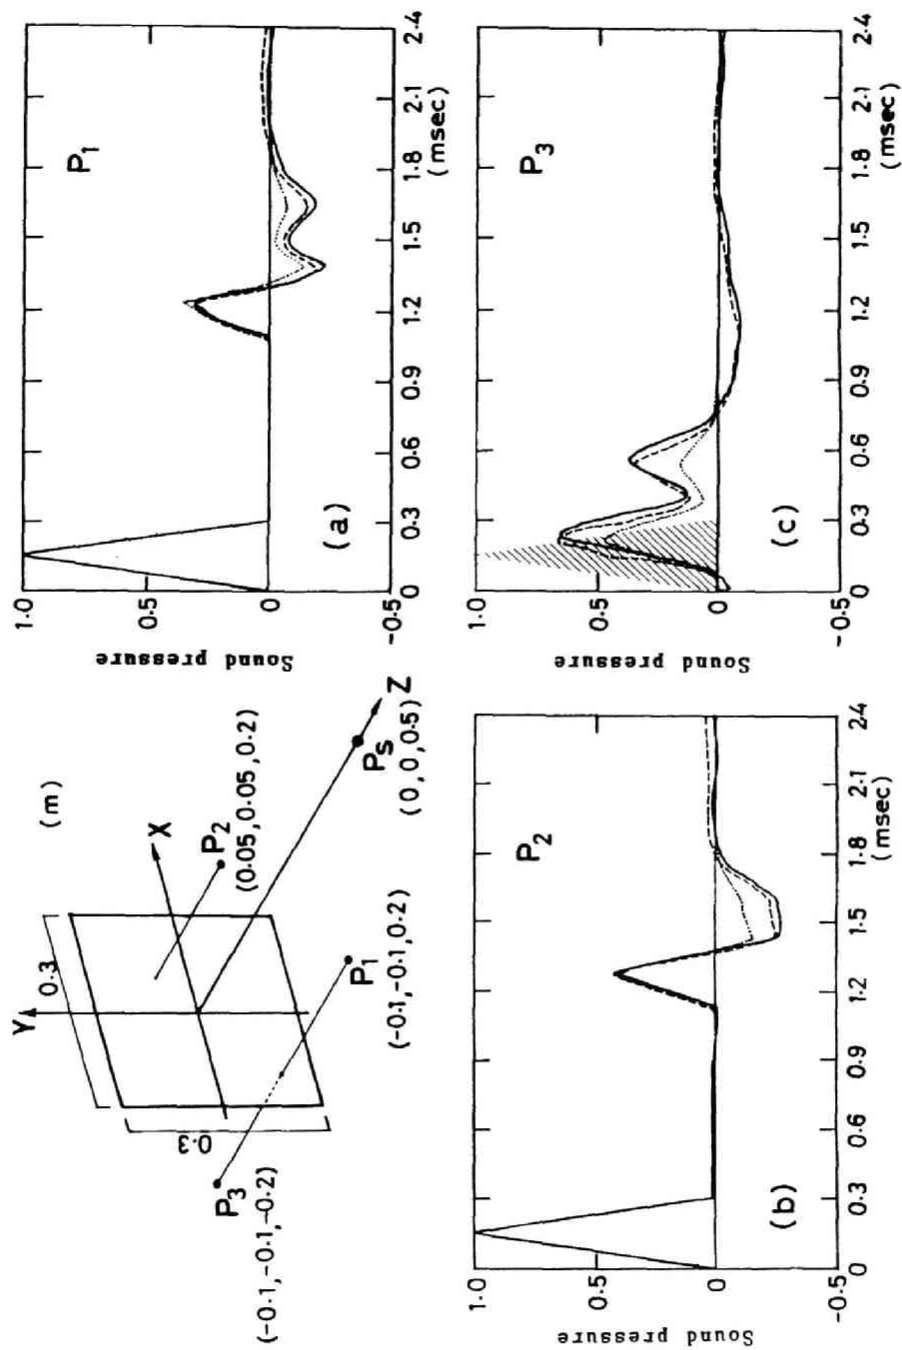 (m)
Y
X
Z
0.3
0.3
P2
(0.05,0.05,0.2)
P1
(-0.1,-0.1,0.2)
P3
(-0.1,-0.1,-0.2)
PS
(0,0,0.5)
P1
1.0
0.5
0
-0.5
Sound pressure
0 0.3 0.6 0.9 1.2 1.5 1.8 2.1 2.4
(msec)
(a)
P2
1.0
0.5
0
-0.5
Sound pressure
0 0.3 0.6 0.9 1.2 1.5 1.8 2.1 2.4
(msec)
(b)
P3
1.0
0.5
0
-0.5
Sound pressure
0 0.3 0.6 0.9 1.2 1.5 1.8 2.1 2.4
(msec)
(c)